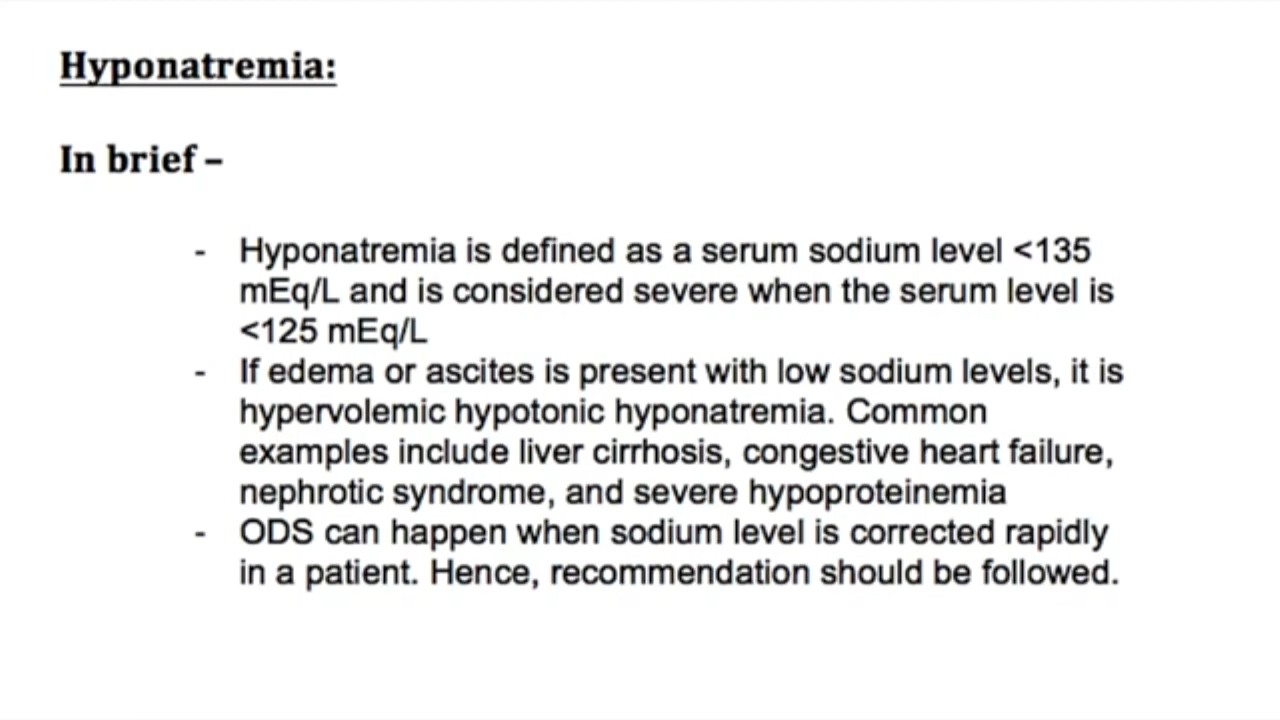 Hyponatremia:
In brief –
- Hyponatremia is defined as a serum sodium level <135
mEq/L and is considered severe when the serum level is
<125 mEq/L
- If edema or ascites is present with low sodium levels, it is
hypervolemic hypotonic hyponatremia. Common
examples include liver cirrhosis, congestive heart failure,
nephrotic syndrome, and severe hypoproteinemia
- ODS can happen when sodium level is corrected rapidly
in a patient. Hence, recommendation should be followed.